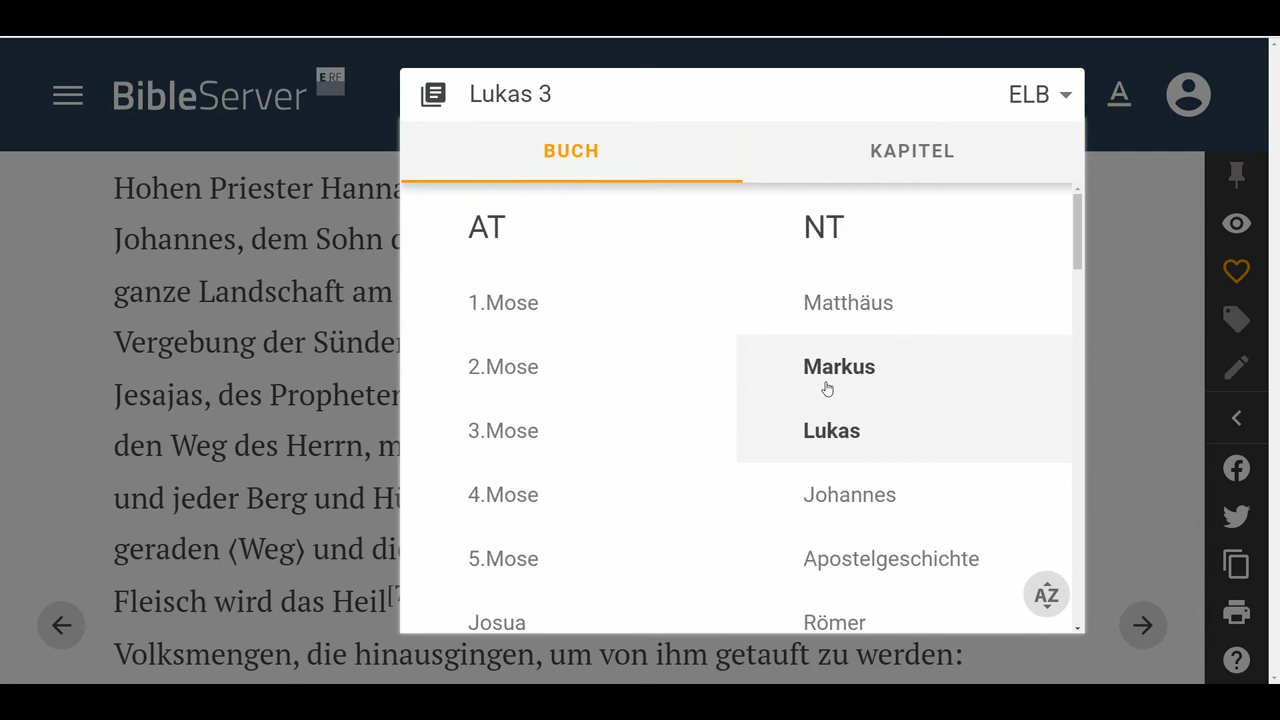 BibleServer
ERF
Lukas 3
ELB
A
BUCH
KAPITEL
AT
NT
1.Mose
Matthäus
2.Mose
Markus
3.Mose
Lukas
4.Mose
Johannes
5.Mose
Apostelgeschichte
Josua
Römer
AZ
Hohen Priester Hanna
Johannes, dem Sohn
ganze Landschaft am
Vergebung der Sünde
Jesajas, des Prophete
den Weg des Herrn, m
und jeder Berg und H
geraden ⟨Weg⟩ und di
Fleisch wird das Heil[7
Volksmengen, die hinausgingen, um von ihm getauft zu werden: